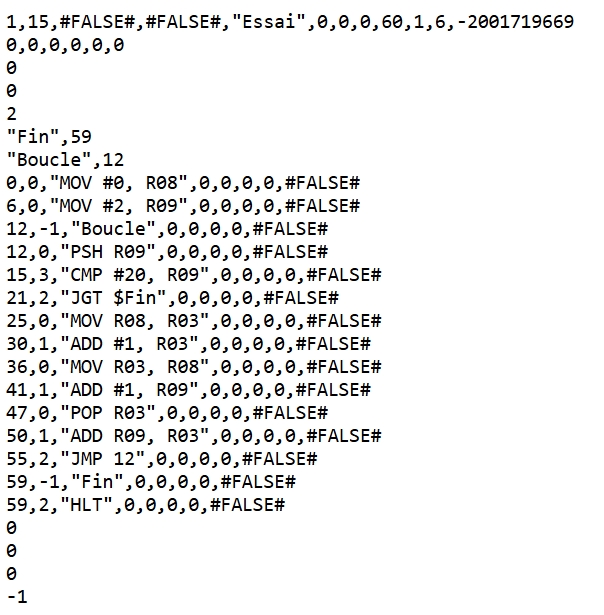 1,15,#FALSE#,#FALSE#,"Essai",0,0,0,60,1,6,-2001719669
0,0,0,0,0,0
0
0
2
"Fin",59
"Boucle",12
0,0,"MOV #0, R08",0,0,0,0,#FALSE#
6,0,"MOV #2, R09",0,0,0,0,#FALSE#
12,-1,"Boucle",0,0,0,0,#FALSE#
12,0,"PSH R09",0,0,0,0,#FALSE#
15,3,"CMP #20, R09",0,0,0,0,#FALSE#
21,2,"JGT $Fin",0,0,0,0,#FALSE#
25,0,"MOV R08, R03",0,0,0,0,#FALSE#
30,1,"ADD #1, R03",0,0,0,0,#FALSE#
36,0,"MOV R03, R08",0,0,0,0,#FALSE#
41,1,"ADD #1, R09",0,0,0,0,#FALSE#
47,0,"POP R03",0,0,0,0,#FALSE#
50,1,"ADD R09, R03",0,0,0,0,#FALSE#
55,2,"JMP 12",0,0,0,0,#FALSE#
59,-1,"Fin",0,0,0,0,#FALSE#
59,2,"HLT",0,0,0,0,#FALSE#
0
0
0
-1